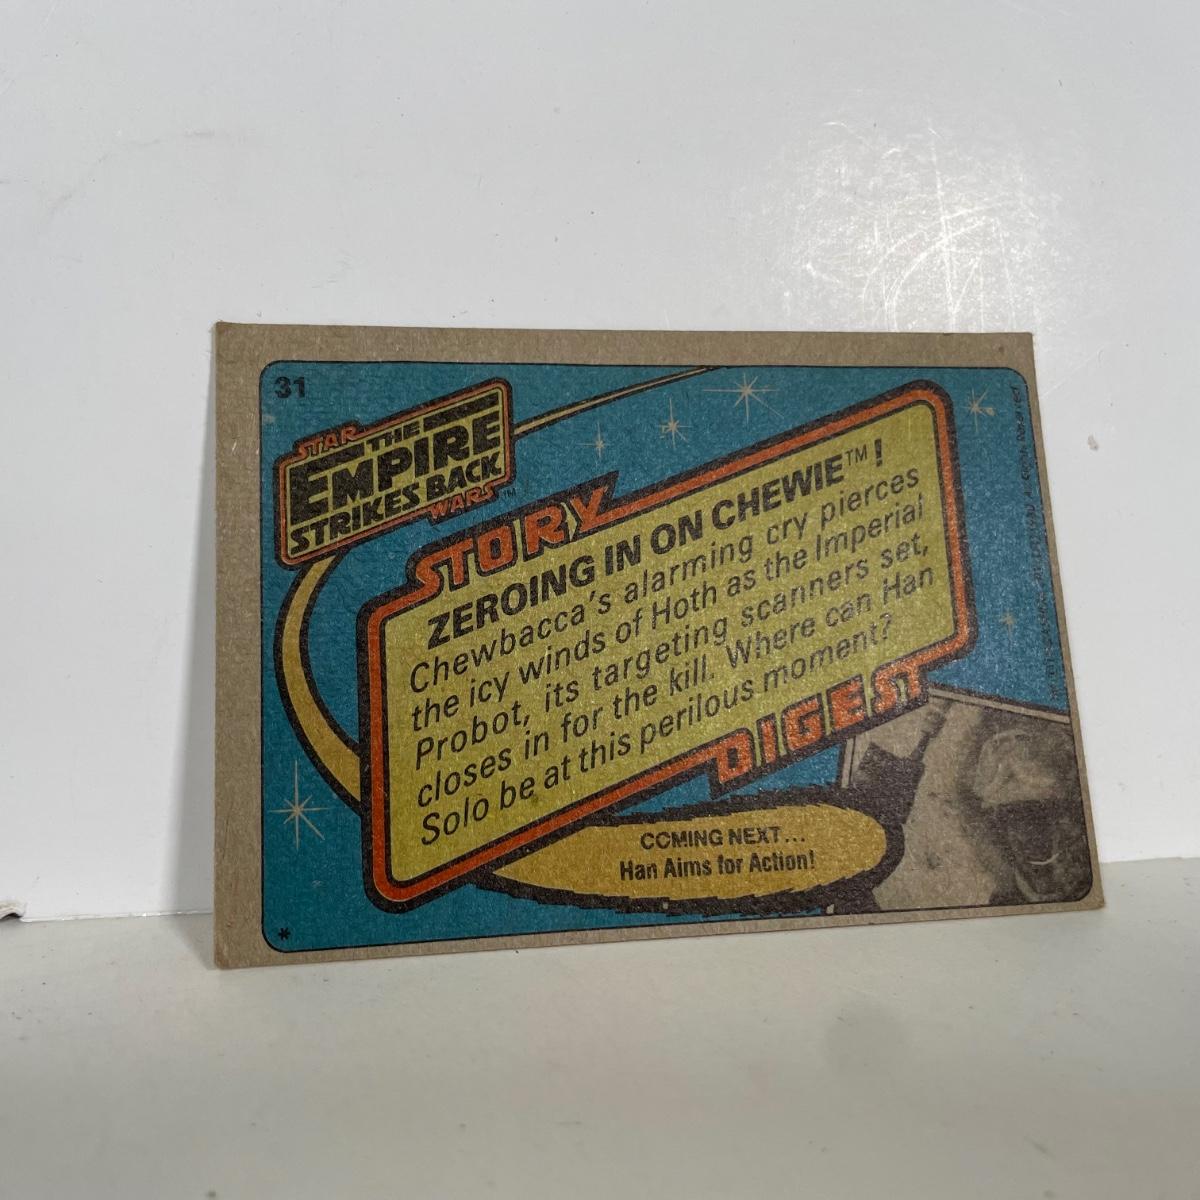 31
STAR
THE
EMPIRE
STRIKES BACK
WARS™
STORY
ZEROING IN ON CHEWIE™!
Chewbacca's alarming cry pierces
the icy winds of Hoth as the Imperial
Probot, its targeting scanners set,
closes in for the kill. Where can Han
Solo be at this perilous moment?
DIGEST
COMING NEXT...
Han Aims for Action!
*